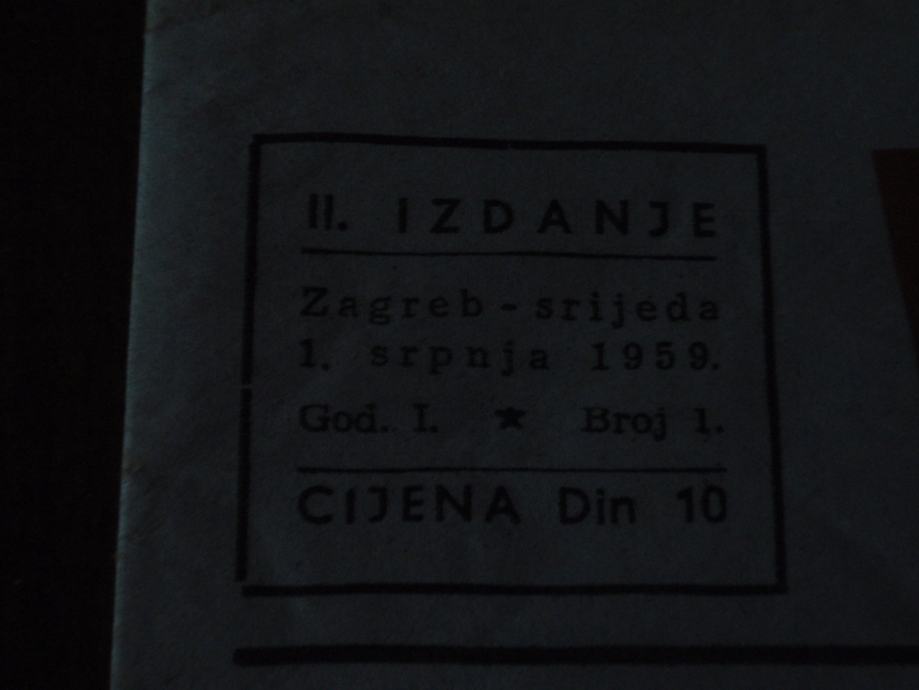 II. IZDANJE
Zagreb - srijeda
1. srpnja 1959.
God. I. ★ Broj 1.
CIJENA Din 10